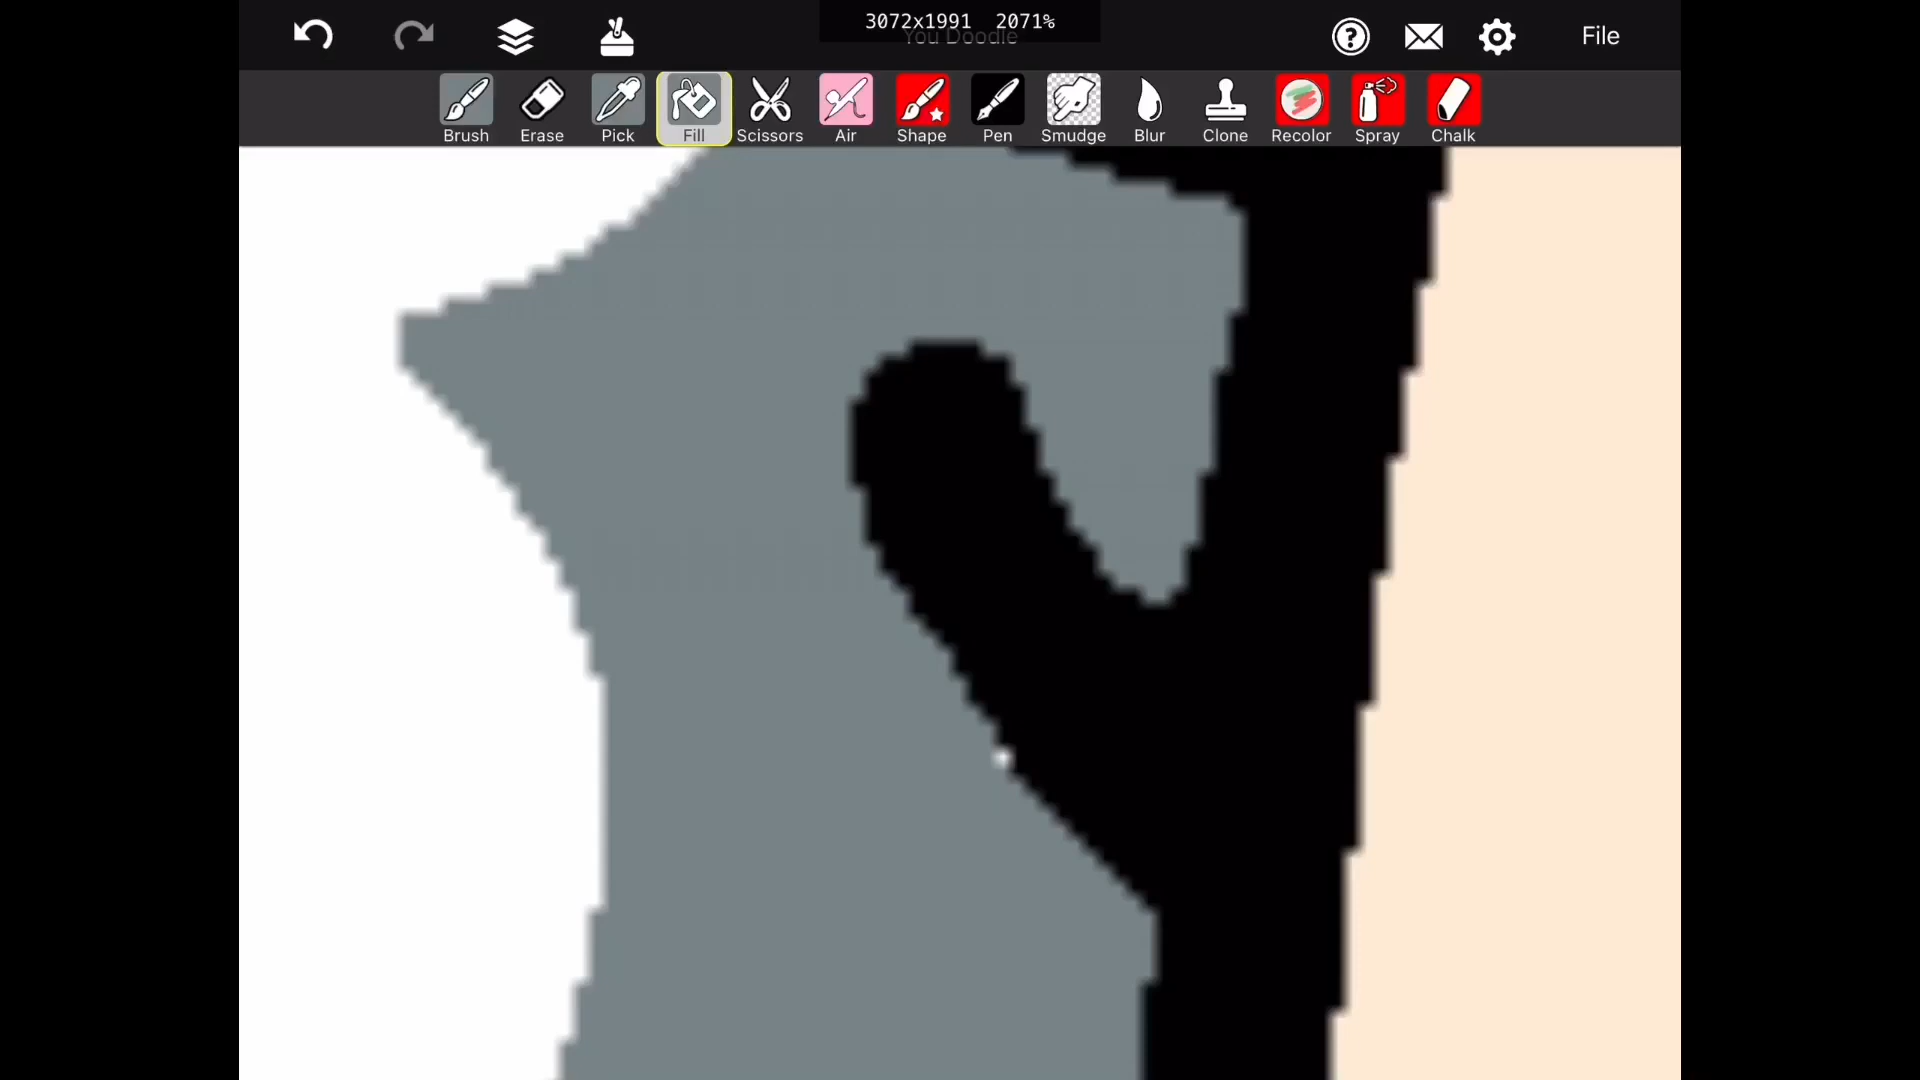 3072x1991 2071%
You Doodle
File
Brush Erase Pick Fill Scissors Air Shape Pen Smudge Blur Clone Recolor Spray Chalk